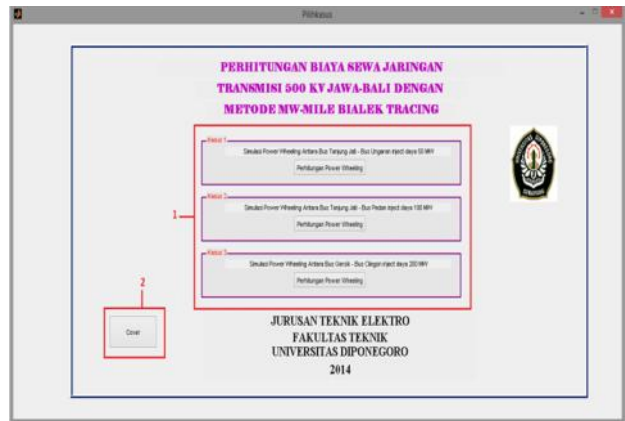 Pilihkasus
PERHITUNGAN BIAYA SEWA JARINGAN
TRANSMISI 500 KV JAWA-BALI DENGAN
METODE MW-MILE BIALEK TRACING
Kasus 1
Simulasi Power Wheeling Antara Bus Tanjung Jati - Bus Ungaran inject daya 50 MW
Perhitungan Power Wheeling
Kasus 2
Simulasi Power Wheeling Antara Bus Tanjung Jati - Bus Pedan inject daya 100 MW
Perhitungan Power Wheeling
1
Kasus 3
Simulasi Power Wheeling Antara Bus Gresik - Bus Cilegon inject daya 200 MW
Perhitungan Power Wheeling
2
Cover
JURUSAN TEKNIK ELEKTRO
FAKULTAS TEKNIK
UNIVERSITAS DIPONEGORO
2014